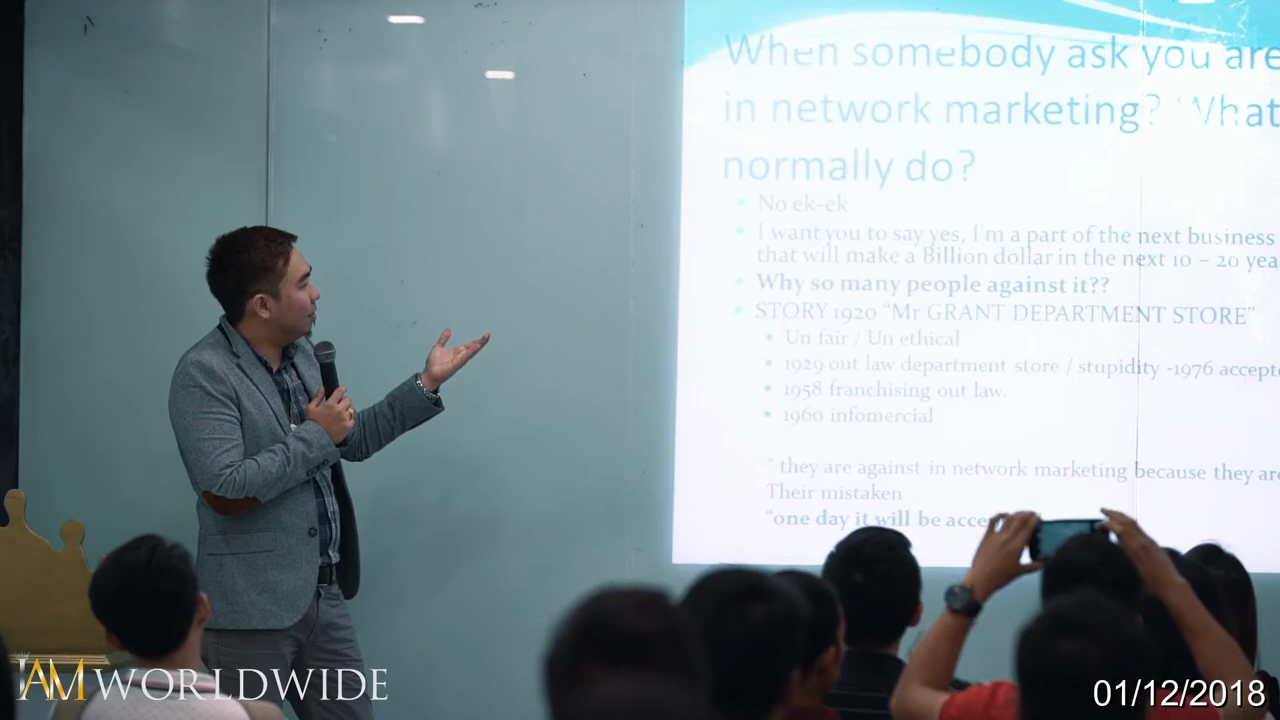 When somebody ask you are
in network marketing? What
normally do?
No ek-ek
I want you to say yes, I'm a part of the next business
that will make a Billion dollar in the next 10 – 20
Why so many people against it??
STORY 1920 “Mr GRANT DEPARTMENT STORE”
Un fair / Un ethical
1929 out law department store / stupidity -1976
1958 franchising out law.
1960 infomercial
“ they are against in network marketing because they
Their mistaken
“one day it will be
IAM WORLDWIDE
01/12/2018